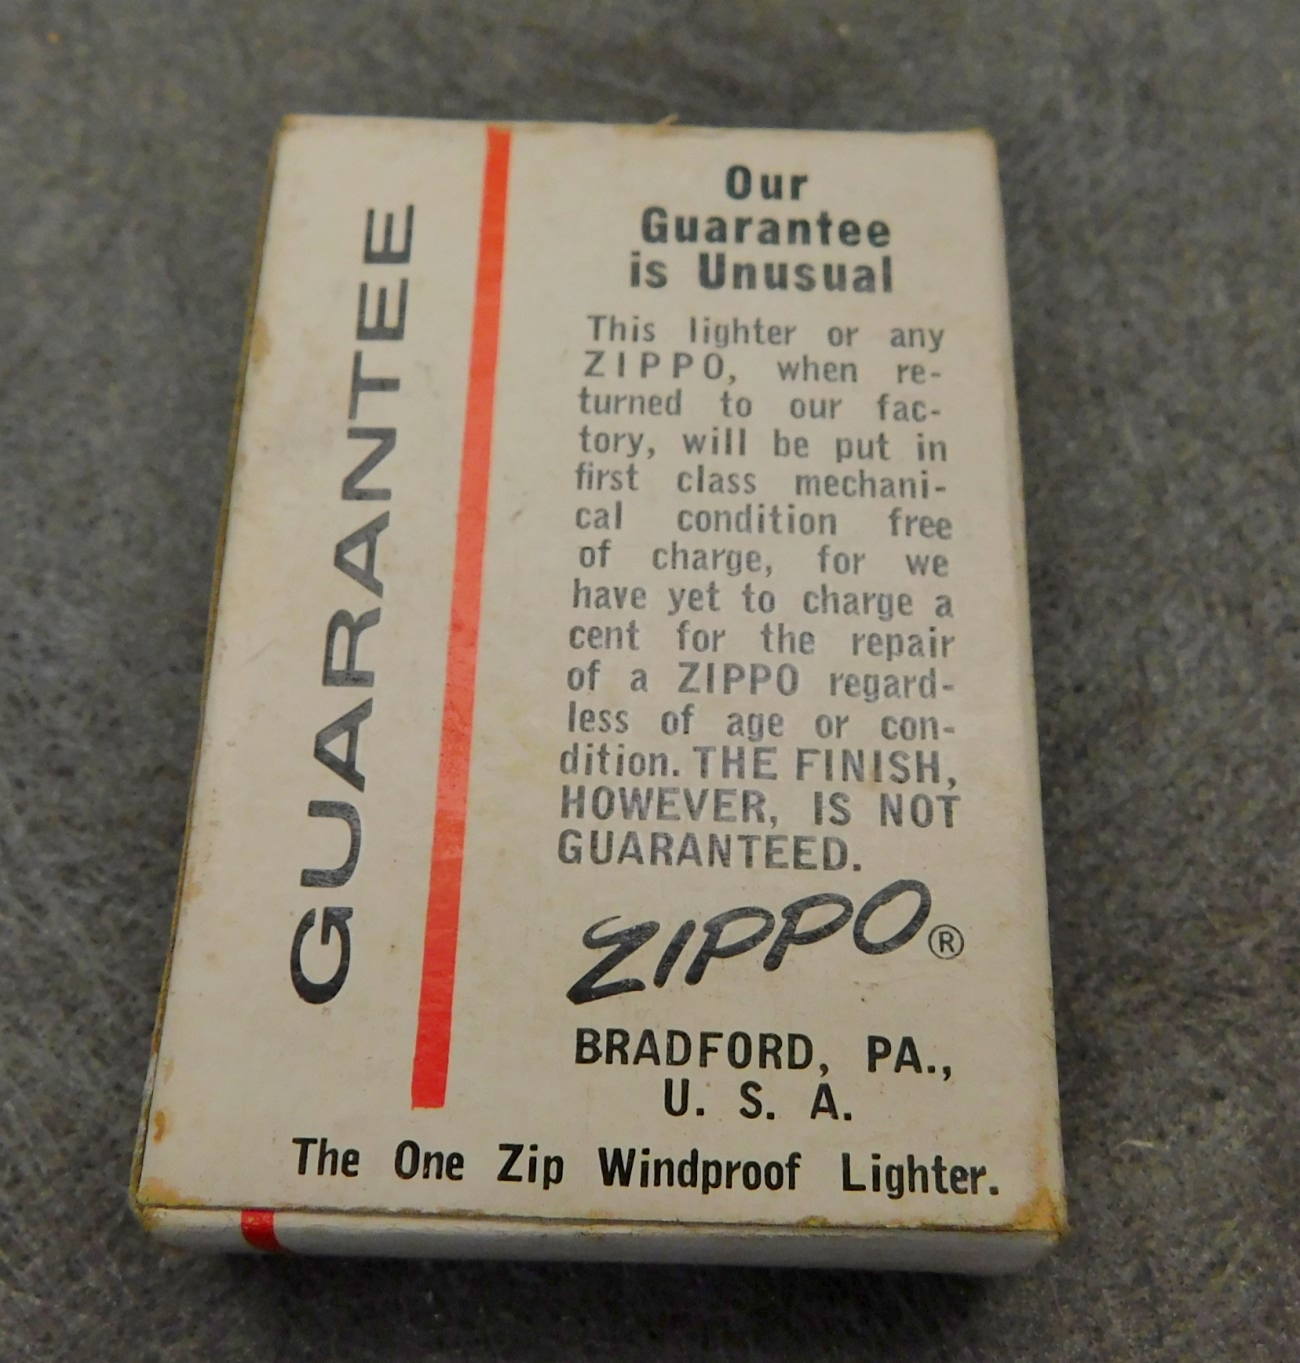 GUARANTEE
Our
Guarantee
is Unusual
This lighter or any
ZIPPO, when re-
turned to our fac-
tory, will be put in
first class mechani-
cal condition free
of charge, for we
have yet to charge a
cent for the repair
of a ZIPPO regard-
less of age or con-
dition. THE FINISH,
HOWEVER, IS NOT
GUARANTEED.
ZIPPO®
BRADFORD, PA.,
U. S. A.
The One Zip Windproof Lighter.